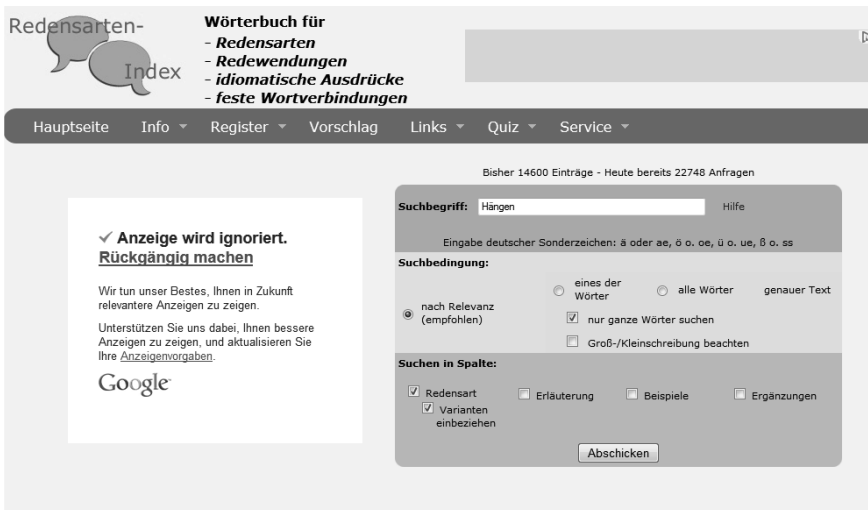 Redensarten-
Index
Wörterbuch für
- Redensarten
- Redewendungen
- idiomatische Ausdrücke
- feste Wortverbindungen
Hauptseite Info Register Vorschlag Links Quiz Service
Bisher 14600 Einträge - Heute bereits 22748 Anfragen
Suchbegriff: Hängen Hilfe
Eingabe deutscher Sonderzeichen: ä oder ae, ö o. oe, ü o. ue, ß o. ss
Suchbedingung:
nach Relevanz
(empfohlen)
eines der
Wörter
alle Wörter genauer Text
nur ganze Wörter suchen
Groß-/Kleinschreibung beachten
Suchen in Spalte:
Redensart Erläuterung Beispiele Ergänzungen
Varianten
einbeziehen
Abschicken
Anzeige wird ignoriert.
Rückgängig machen
Wir tun unser Bestes, Ihnen in Zukunft
relevantere Anzeigen zu zeigen.
Unterstützen Sie uns dabei, Ihnen bessere
Anzeigen zu zeigen, und aktualisieren Sie
Ihre Anzeigenvorgaben.
Google